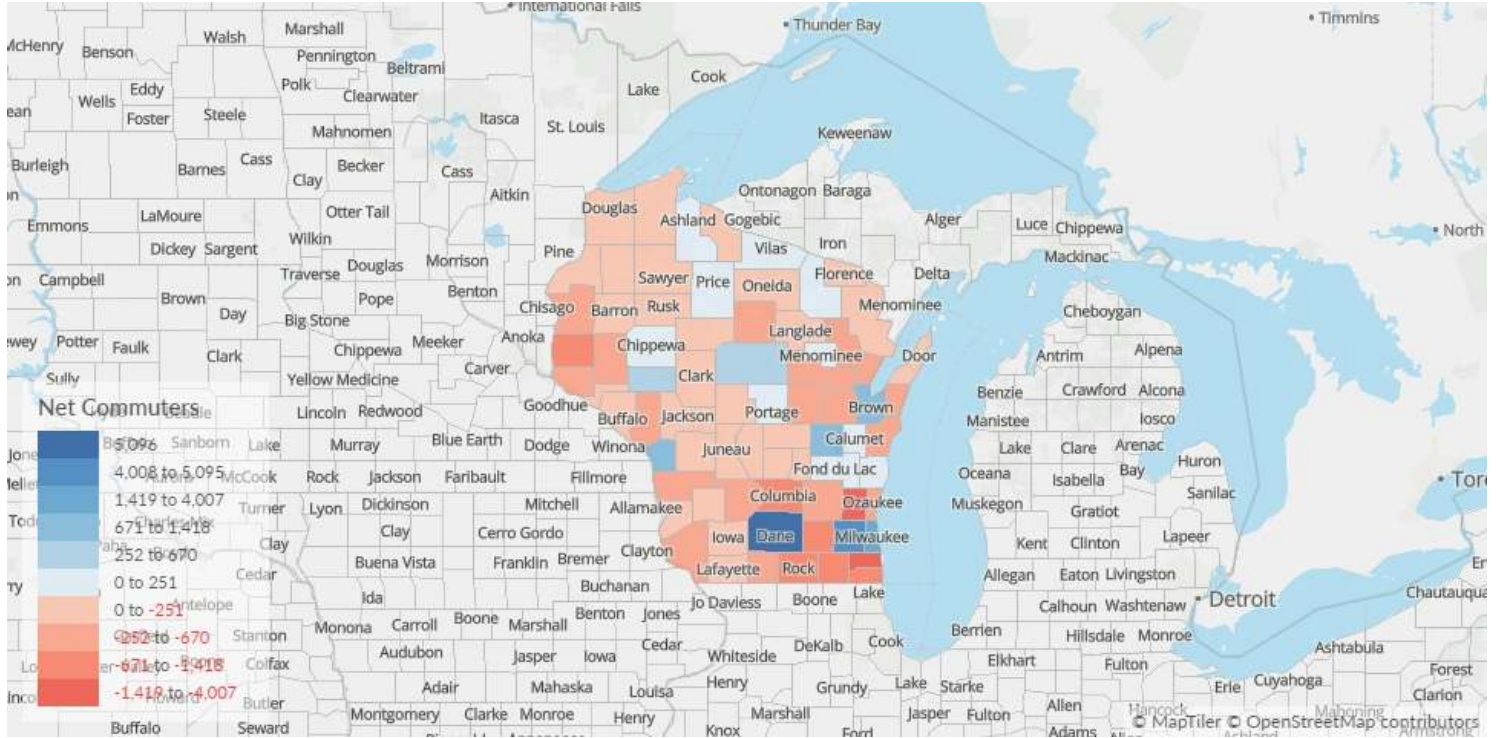 International Falls
Thunder Bay
Timmins
McHenry
Benson
Walsh
Marshall
Pennington
Beltrami
Polk
Clearwater
Lake
Cook
Wells
Eddy
Foster
Steele
Mahnomen
Itasca
St. Louis
Keweenaw
Burleigh
Barnes
Cass
Clay
Becker
Cass
Aitkin
Ontonagon
Baraga
Emmons
LaMoure
Otter Tail
Douglas
Ashland
Gogebic
Alger
Luce
Chippewa
North
Dickey
Sargent
Wilkin
Pine
Vilas
Iron
Mackinac
Campbell
Traverse
Douglas
Morrison
Sawyer
Price
Oneida
Florence
Delta
Brown
Day
Pope
Benton
Chisago
Barron
Rusk
Menominee
Cheboygan
Big Stone
Langlade
Potter
Faulk
Clark
Chippewa
Meeker
Anoka
Chippewa
Menominee
Door
Antrim
Alpena
Sully
Yellow Medicine
Carver
Clark
Benzie
Crawford
Alcona
Net Commuters
Lincoln
Redwood
Goodhue
Buffalo
Jackson
Portage
Brown
Manistee
Iosco
5,096
Sanborn
Lake
Murray
Blue Earth
Dodge
Winona
Juneau
Calumet
Lake
Clare
Arenac
4,008 to 5,095
McCook
Rock
Jackson
Faribault
Fillmore
Fond du Lac
Oceana
Isabella
Bay
Huron
1,419 to 4,007
Turner
Lyon
Dickinson
Mitchell
Allamakee
Columbia
Ozaukee
Muskegon
Gratiot
Sanilac
671 to 1,418
Clay
Clay
Cerro Gordo
Clayton
Iowa
Dane
Milwaukee
Kent
Clinton
Lapeer
252 to 670
Buena Vista
Franklin
Bremer
Lafayette
Rock
Allegan
Eaton
Livingston
0 to 251
Cedar
Ida
Buchanan
Jo Daviess
Boone
Lake
Calhoun
Washtenaw
Detroit
Chautauqua
0 to -251
Antelope
Monona
Carroll
Boone
Marshall
Benton
Jones
-252 to -670
Stanton
Audubon
Jasper
Iowa
Cedar
Whiteside
DeKalb
Cook
Berrien
Hillsdale
Monroe
Ashtabula
-671 to -1,418
Boone
Colfax
Elkhart
Fulton
Forest
-1,419 to -4,007
Howard
Butler
Adair
Mahaska
Louisa
Henry
Grundy
Lake
Starke
Erie
Cuyahoga
Clarion
Buffalo
Seward
Montgomery
Clarke
Monroe
Henry
Knox
Marshall
Ford
Jasper
Fulton
Allen
Hancock
Mahoning
Adams
Ashland
Armstrong
© MapTiler © OpenStreetMap contributors